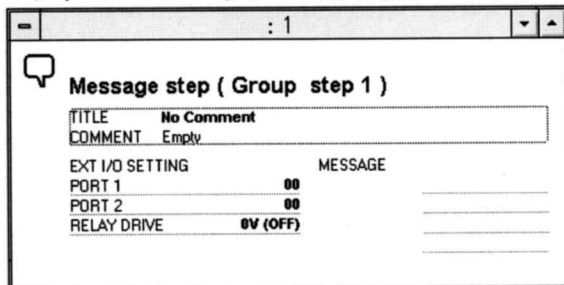 : 1
Message step ( Group step 1 )
TITLE No Comment
COMMENT Empty
EXT I/O SETTING MESSAGE
PORT 1 00
PORT 2 00
RELAY DRIVE 0V (OFF)